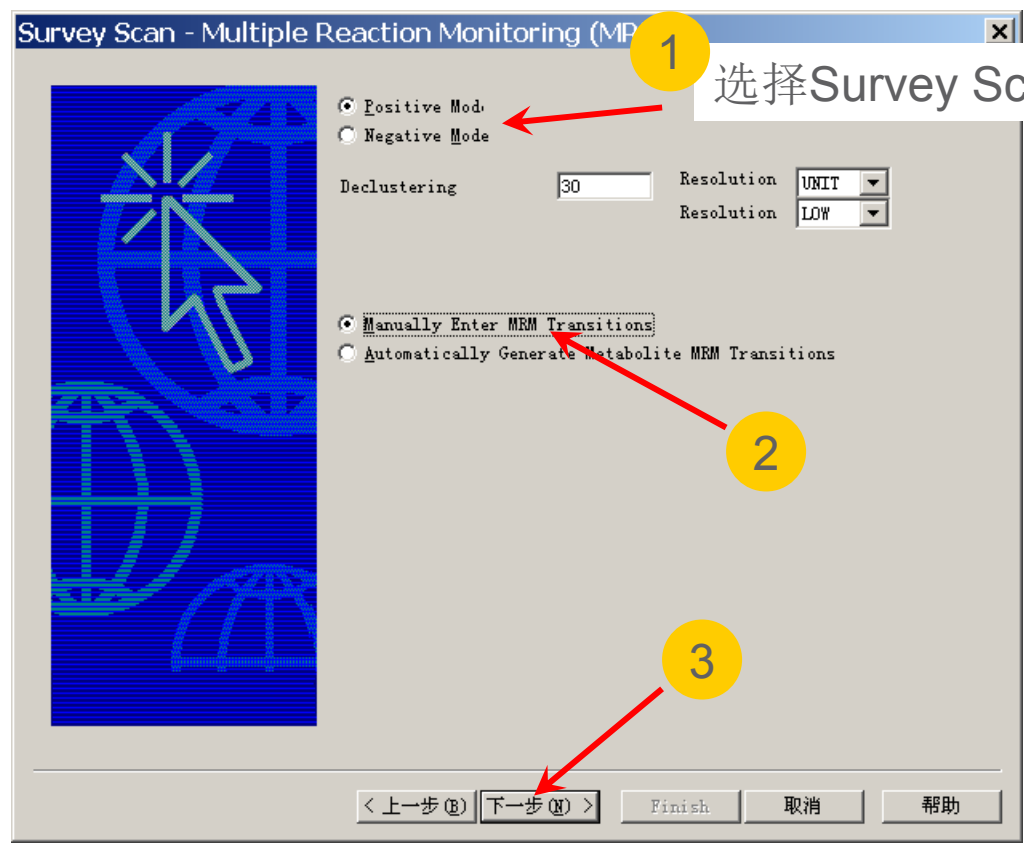 Survey Scan - Multiple Reaction Monitoring (MR
1
选择Survey Sc
Positive Mod
Negative Mode
Declustering 30 Resolution UNIT
Resolution LOW
Manually Enter MRM Transitions
Automatically Generate Metabolite MRM Transitions
2
3
< 上一步(B) 下一步(N) > Finish 取消 帮助